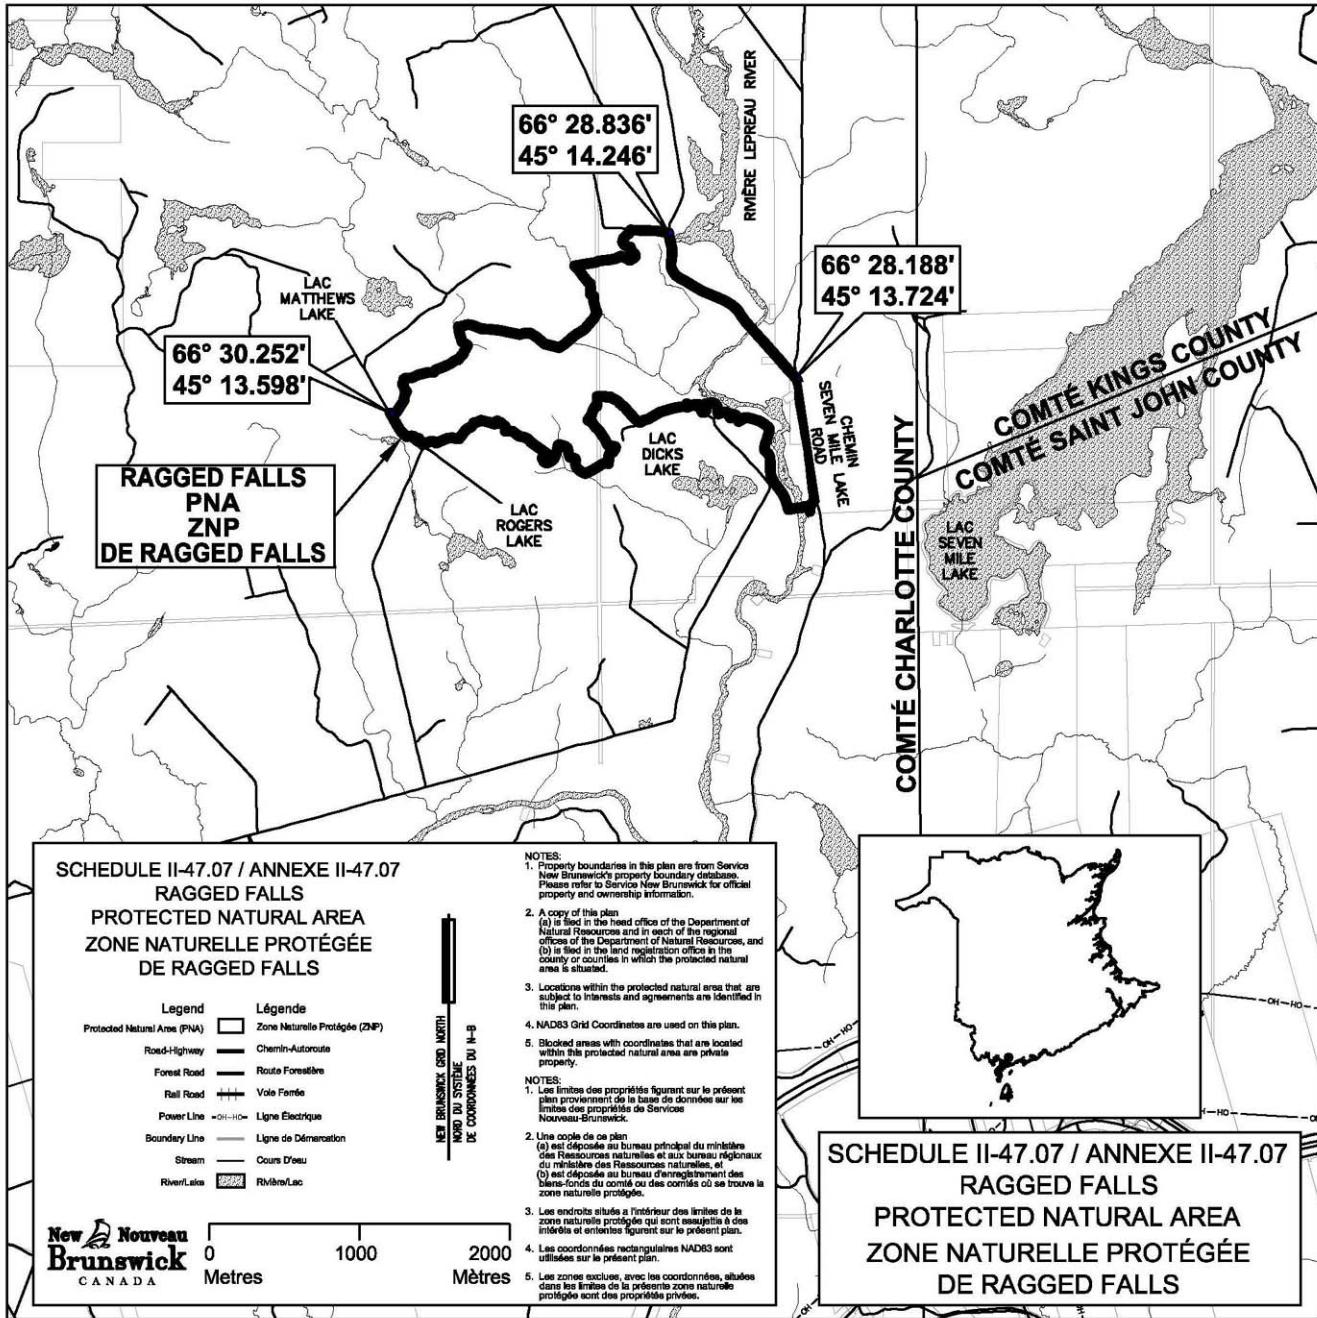 66° 28.836'
45° 14.246'
RIVIÈRE LEPREAU RIVER
66° 28.188'
45° 13.724'
LAC
MATTHEWS
LAKE
66° 30.252'
45° 13.598'
COMTÉ KINGS COUNTY
COMTÉ SAINT JOHN COUNTY
CHEMIN
SEVEN MILE LAKE
ROAD
COMTÉ CHARLOTTE COUNTY
LAC
DICKS
LAKE
RAGGED FALLS
PNA
ZNP
DE RAGGED FALLS
LAC
ROGERS
LAKE
LAC
SEVEN
MILE
LAKE
SCHEDULE II-47.07 / ANNEXE II-47.07
RAGGED FALLS
PROTECTED NATURAL AREA
ZONE NATURELLE PROTÉGÉE
DE RAGGED FALLS
Legend Légende
Protected Natural Area (PNA) Zone Naturelle Protégée (ZNP)
Road-Highway Chemin-Autoroute
Forest Road Route Forestière
Rail Road Voie Ferrée
Power Line -OH-HO- Ligne Électrique
Boundary Line Ligne de Démarcation
Stream Cours D'eau
River/Lake Rivière/Lac
NEW BRUNSWICK GRID NORTH
NORD DU SYSTÈME
DE COORDONNÉES DU N-B
New Nouveau
Brunswick
CANADA
0 1000 2000
Metres Mètres
NOTES:
1. Property boundaries in this plan are from Service
New Brunswick's property boundary database.
Please refer to Service New Brunswick for official
property and ownership information.
2. A copy of this plan
(a) is filed in the head office of the Department of
Natural Resources and in each of the regional
offices of the Department of Natural Resources, and
(b) is filed in the land registration office in the
county or counties in which the protected natural
area is situated.
3. Locations within the protected natural area that are
subject to interests and agreements are identified in
this plan.
4. NAD83 Grid Coordinates are used on this plan.
5. Blocked areas with coordinates that are located
within this protected natural area are private
property.
NOTES:
1. Les limites des propriétés figurant sur le présent
plan proviennent de la base de données sur les
limites des propriétés de Services
Nouveau-Brunswick.
2. Une copie de ce plan
(a) est déposée au bureau principal du ministère
des Ressources naturelles et aux bureau régionaux
du ministère des Ressources naturelles, et
(b) est déposée au bureau d'enregistrement des
biens-fonds du comté ou des comtés où se trouve la
zone naturelle protégée.
3. Les endroits situés a l'intérieur des limites de la
zone naturelle protégée qui sont assujettis à des
intérêts et ententes figurent sur le présent plan.
4. Les coordonnées rectangulaires NAD83 sont
utilisées sur le présent plan.
5. Les zones exclues, avec les coordonnées, situées
dans les limites de la présente zone naturelle
protégée sont des propriétés privées.
OH-HO
OH-HO
OH-HO
OH-HO
SCHEDULE II-47.07 / ANNEXE II-47.07
RAGGED FALLS
PROTECTED NATURAL AREA
ZONE NATURELLE PROTÉGÉE
DE RAGGED FALLS